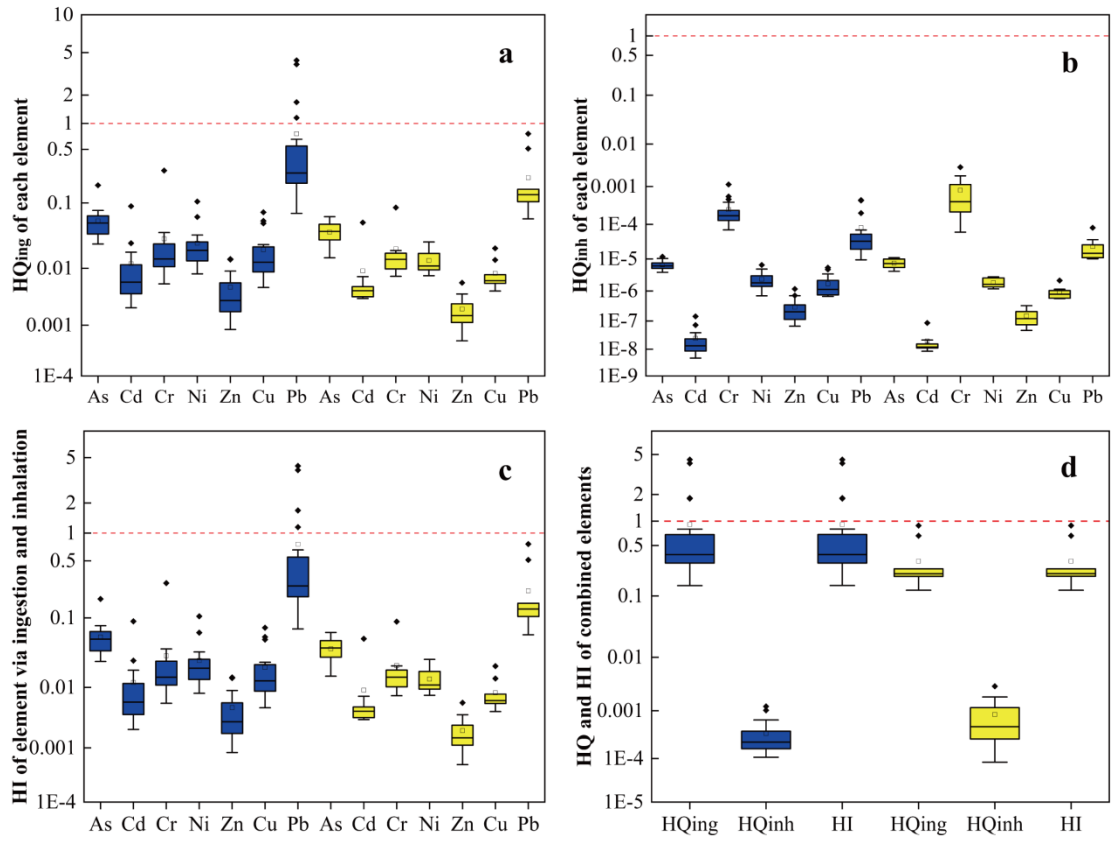 a
HQing of each element
10
5
2
1
0.5
0.1
0.01
0.001
1E-4
As Cd Cr Ni Zn Cu Pb As Cd Cr Ni Zn Cu Pb
b
HQinh of each element
1
0.5
0.1
0.01
0.001
1E-4
1E-5
1E-6
1E-7
1E-8
1E-9
As Cd Cr Ni Zn Cu Pb As Cd Cr Ni Zn Cu Pb
c
HI of element via ingestion and inhalation
5
2
1
0.5
0.1
0.01
0.001
1E-4
As Cd Cr Ni Zn Cu Pb As Cd Cr Ni Zn Cu Pb
d
HQ and HI of combined elements
5
2
1
0.5
0.1
0.01
0.001
1E-4
1E-5
HQing HQinh HI HQing HQinh HI